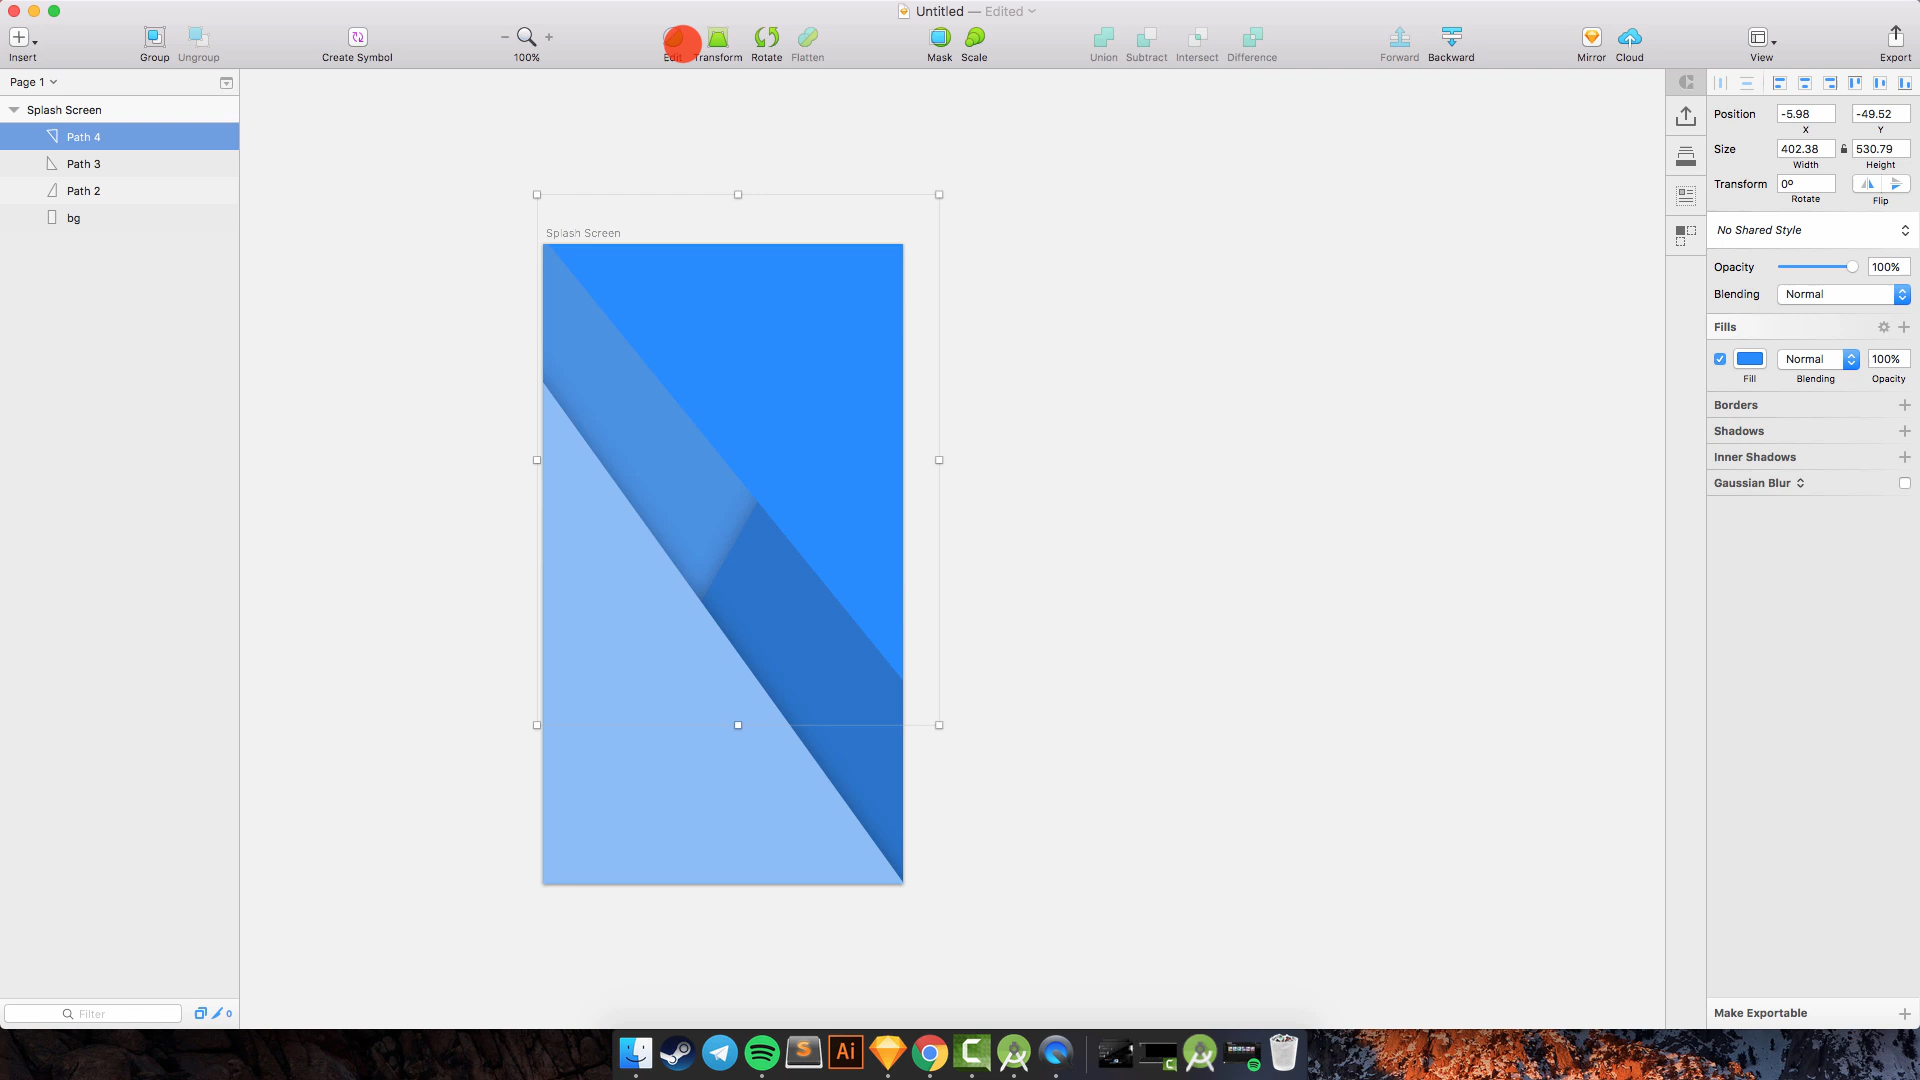 Untitled — Edited
Insert
Group
Ungroup
Create Symbol
100%
Edit
Transform
Rotate
Flatten
Mask
Scale
Union
Subtract
Intersect
Difference
Forward
Backward
Mirror
Cloud
View
Export
Page 1
Splash Screen
Path 4
Path 3
Path 2
bg
Filter
0
Splash Screen
Position
-5.98
-49.52
X
Y
Size
402.38
530.79
Width
Height
Transform
0º
Rotate
Flip
No Shared Style
Opacity
100%
Blending
Normal
Fills
Normal
100%
Fill
Blending
Opacity
Borders
Shadows
Inner Shadows
Gaussian Blur
Make Exportable
S
Ai